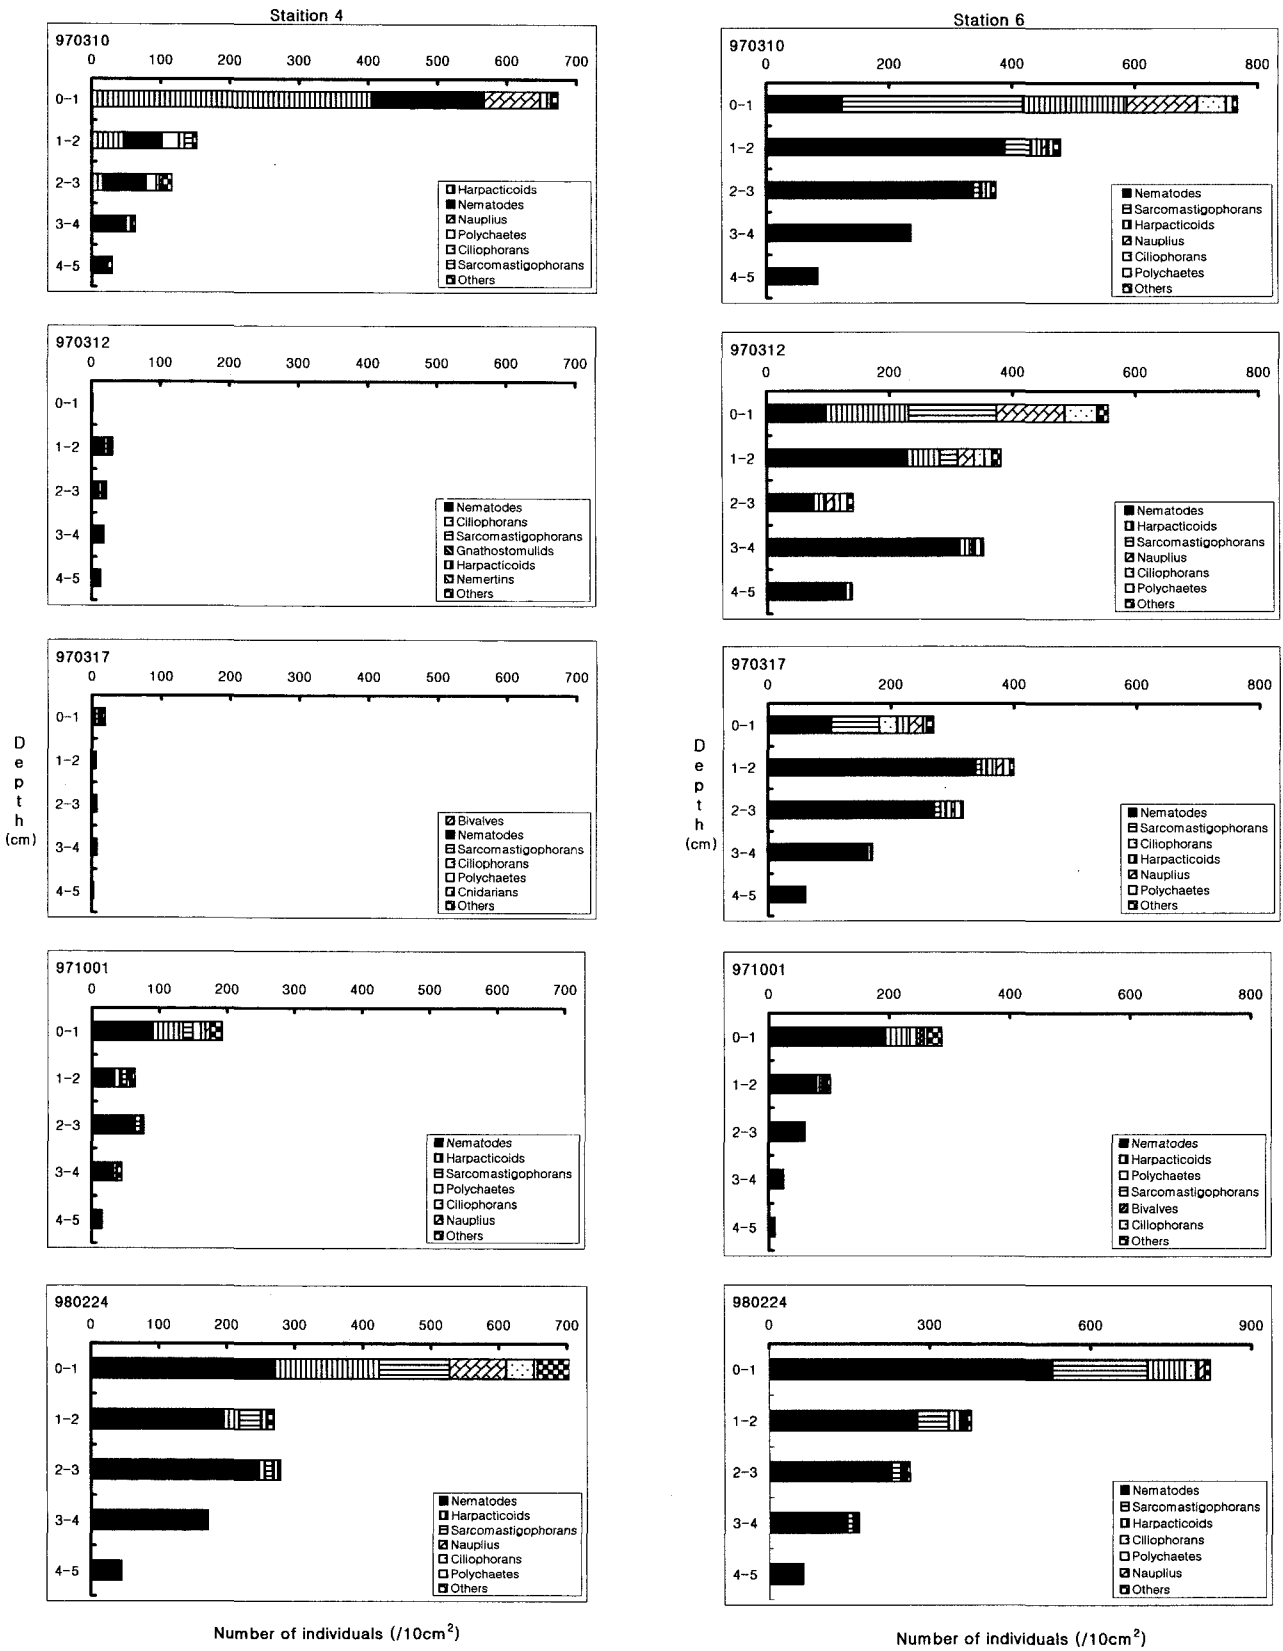 Staition 4
970310
0 100 200 300 400 500 600 700
0-1
1-2
2-3
3-4
4-5
Harpacticoids
Nematodes
Nauplius
Polychaetes
Ciliophorans
Sarcomastigophorans
Others
970312
0 100 200 300 400 500 600 700
0-1
1-2
2-3
3-4
4-5
Nematodes
Ciliophorans
Sarcomastigophorans
Gnathostomulids
Harpacticoids
Nemertins
Others
970317
0 100 200 300 400 500 600 700
0-1
1-2
2-3
3-4
4-5
Bivalves
Nematodes
Sarcomastigophorans
Ciliophorans
Polychaetes
Cnidarians
Others
Depth
(cm)
971001
0 100 200 300 400 500 600 700
0-1
1-2
2-3
3-4
4-5
Nematodes
Harpacticoids
Sarcomastigophorans
Polychaetes
Ciliophorans
Nauplius
Others
980224
0 100 200 300 400 500 600 700
0-1
1-2
2-3
3-4
4-5
Nematodes
Harpacticoids
Sarcomastigophorans
Nauplius
Ciliophorans
Polychaetes
Others
Number of individuals (/10cm²)
Station 6
970310
0 200 400 600 800
0-1
1-2
2-3
3-4
4-5
Nematodes
Sarcomastigophorans
Harpacticoids
Nauplius
Ciliophorans
Polychaetes
Others
970312
0 200 400 600 800
0-1
1-2
2-3
3-4
4-5
Nematodes
Harpacticoids
Sarcomastigophorans
Nauplius
Ciliophorans
Polychaetes
Others
970317
0 200 400 600 800
0-1
1-2
2-3
3-4
4-5
Nematodes
Sarcomastigophorans
Ciliophorans
Harpacticoids
Nauplius
Polychaetes
Others
Depth
(cm)
971001
0 200 400 600 800
0-1
1-2
2-3
3-4
4-5
Nematodes
Harpacticoids
Polychaetes
Sarcomastigophorans
Bivalves
Ciliophorans
Others
980224
0 300 600 900
0-1
1-2
2-3
3-4
4-5
Nematodes
Sarcomastigophorans
Harpacticoids
Ciliophorans
Polychaetes
Nauplius
Others
Number of individuals (/10cm²)